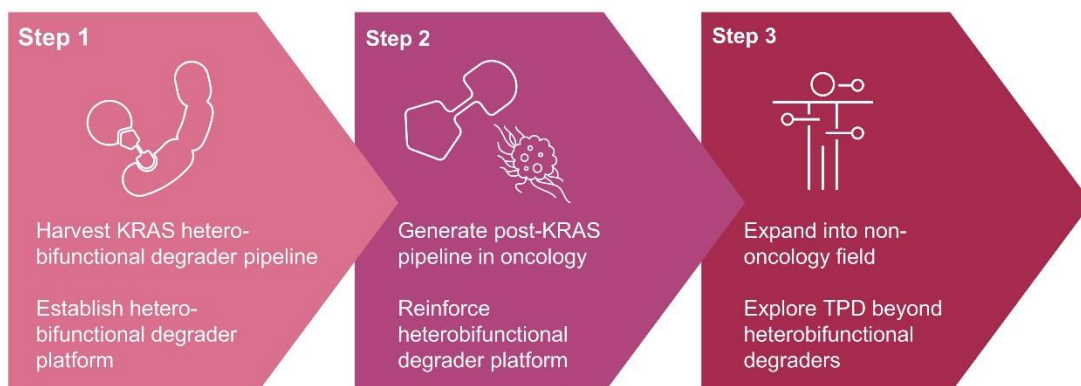 Step 1
Harvest KRAS hetero-
bifunctional degrader pipeline
Establish hetero-
bifunctional degrader
platform
Step 2
Generate post-KRAS
pipeline in oncology
Reinforce
heterobifunctional
degrader platform
Step 3
Expand into non-
oncology field
Explore TPD beyond
heterobifunctional
degraders